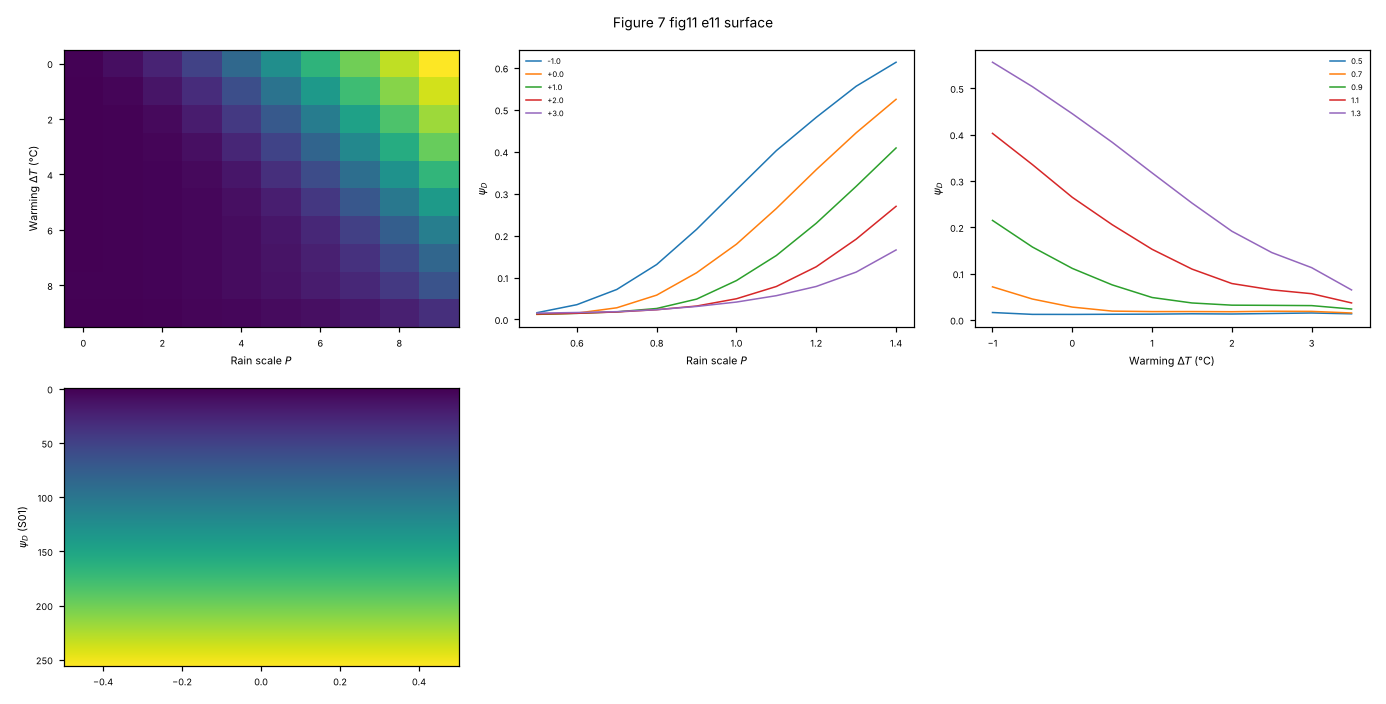 Figure 7 fig11 e11 surface
0
2
4
6
8
Warming ΔT (°C)
0 2 4 6 8
Rain scale P
-1.0
+0.0
+1.0
+2.0
+3.0
0.6
0.5
0.4
0.3
0.2
0.1
0.0
ψ_D
0.6 0.8 1.0 1.2 1.4
Rain scale P
0.5
0.7
0.9
1.1
1.3
0.5
0.4
0.3
0.2
0.1
0.0
ψ_D
−1 0 1 2 3
Warming ΔT (°C)
0
50
100
150
200
250
ψ_D (S01)
−0.4 −0.2 0.0 0.2 0.4